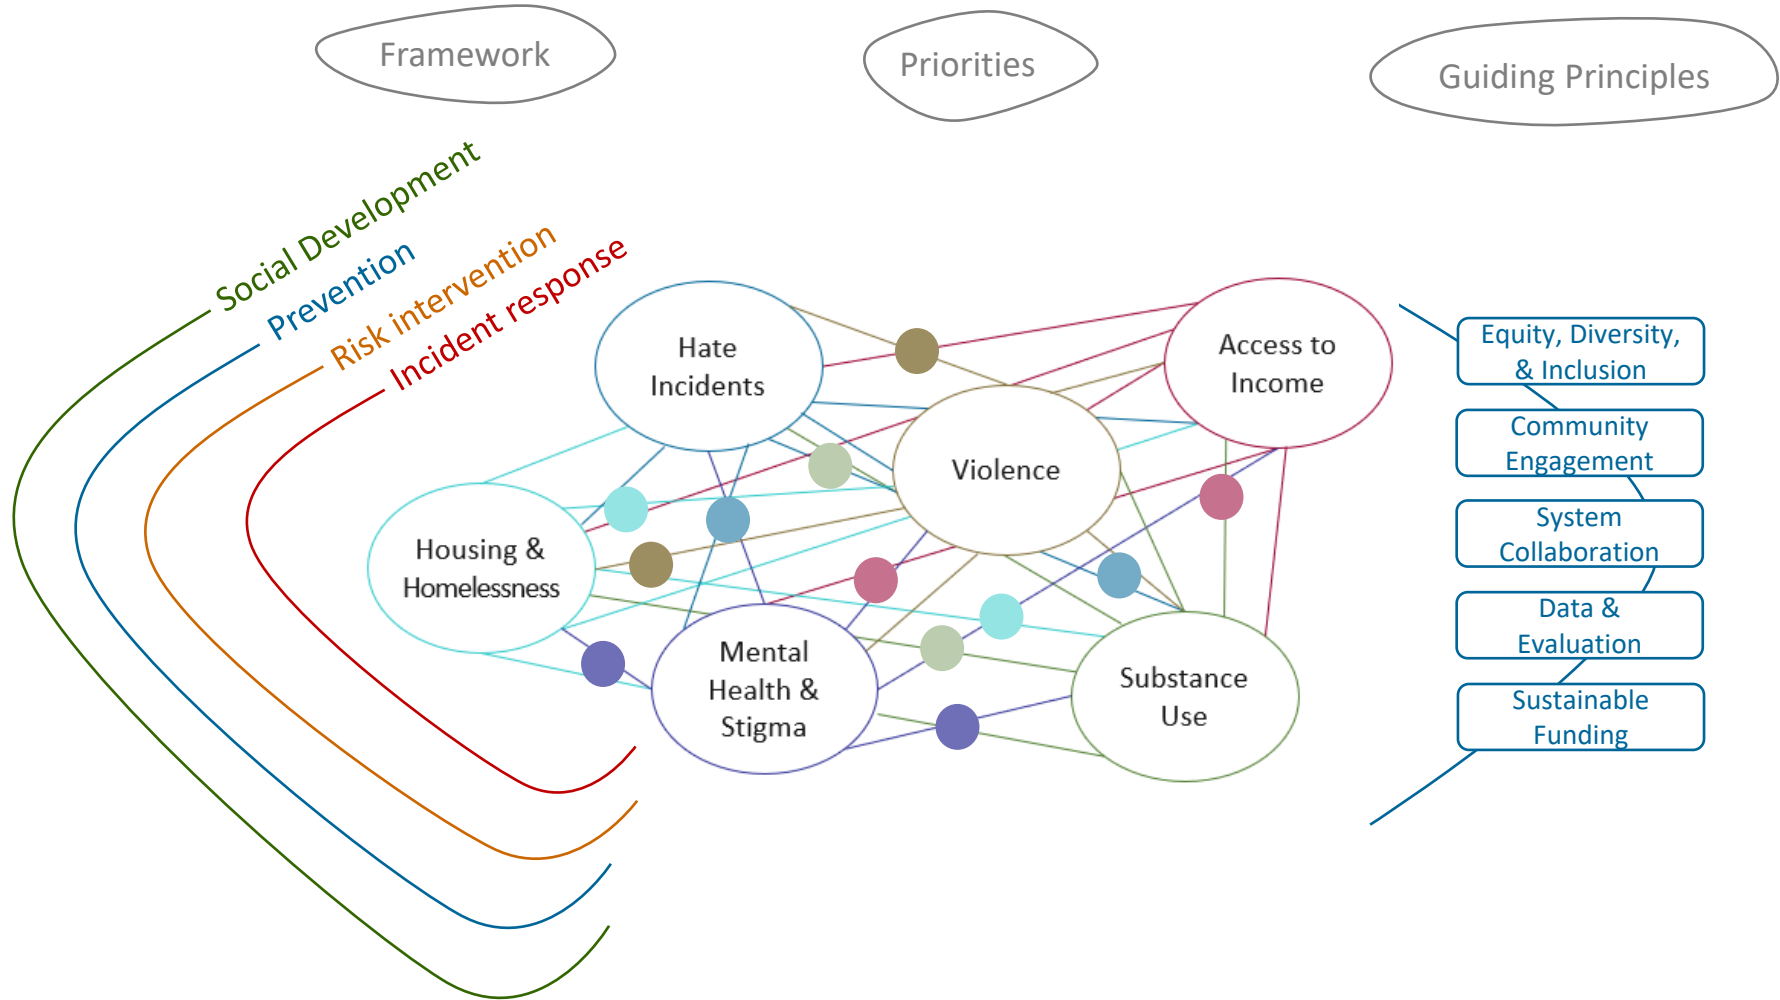 Framework
Priorities
Guiding Principles
Social Development
Prevention
Risk intervention
Incident response
Hate
Incidents
Access to
Income
Violence
Housing &
Homelessness
Mental
Health &
Stigma
Substance
Use
Equity, Diversity,
& Inclusion
Community
Engagement
System
Collaboration
Data &
Evaluation
Sustainable
Funding